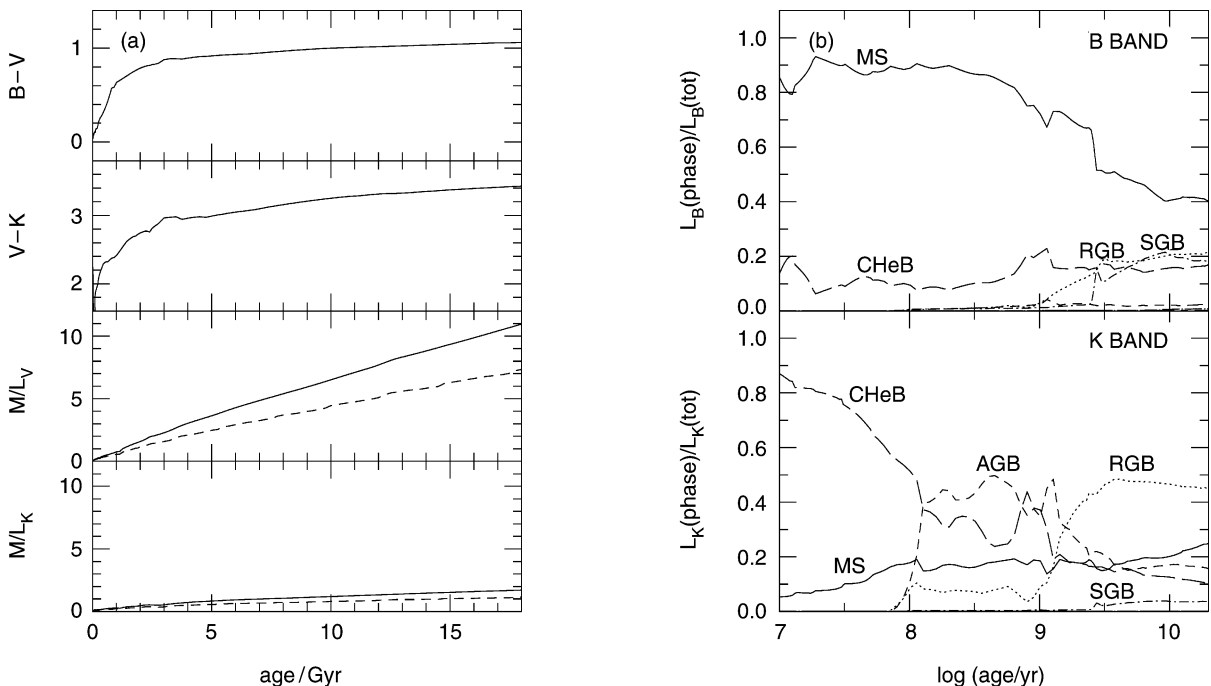 (a)
B−V
1
0
V−K
3
2
M/L_V
10
5
0
M/L_K
10
5
0
0 5 10 15
age/Gyr
(b)
B BAND
L_B(phase)/L_B(tot)
1.0
0.8
0.6
0.4
0.2
0.0
MS
CHeB
RGB
SGB
K BAND
L_K(phase)/L_K(tot)
1.0
0.8
0.6
0.4
0.2
0.0
CHeB
AGB
RGB
MS
SGB
7 8 9 10
log (age/yr)